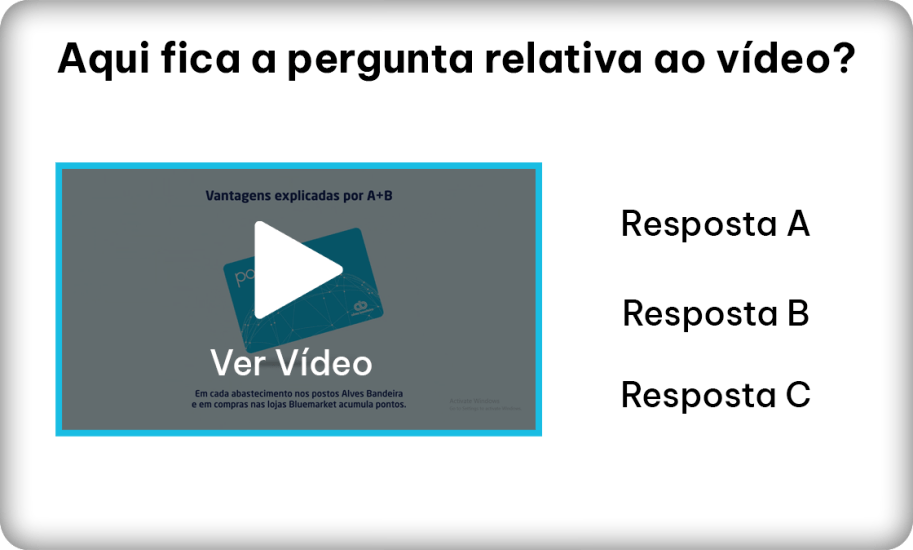 Aqui fica a pergunta relativa ao vídeo?
Vantagens explicadas por A+B
Ver Vídeo
Em cada abastecimento nos postos Alves Bandeira
e em compras nas lojas Bluemarket acumula pontos.
Resposta A
Resposta B
Resposta C